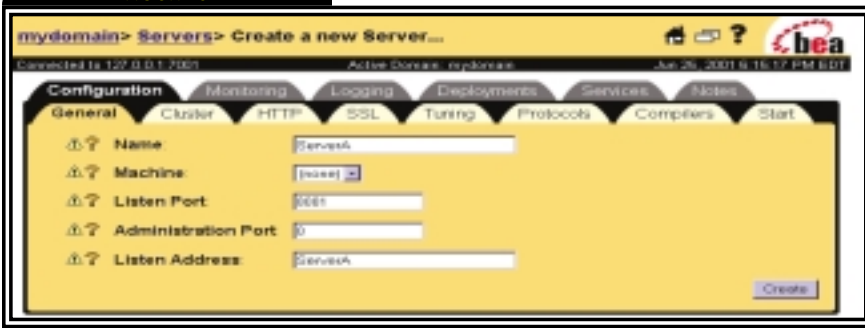 mydomain> Servers> Create a new Server... ?
bea
Connected to 127.0.0.1:7001 Active Domain: mydomain Jun 26, 2001 6:16:17 PM EDT
Configuration Monitoring Logging Deployments Services Notes
General Cluster HTTP SSL Tuning Protocols Compilers Start
? Name: ServerA
? Machine: (none)
? Listen Port:
? Administration Port: 0
? Listen Address: ServerA
Create